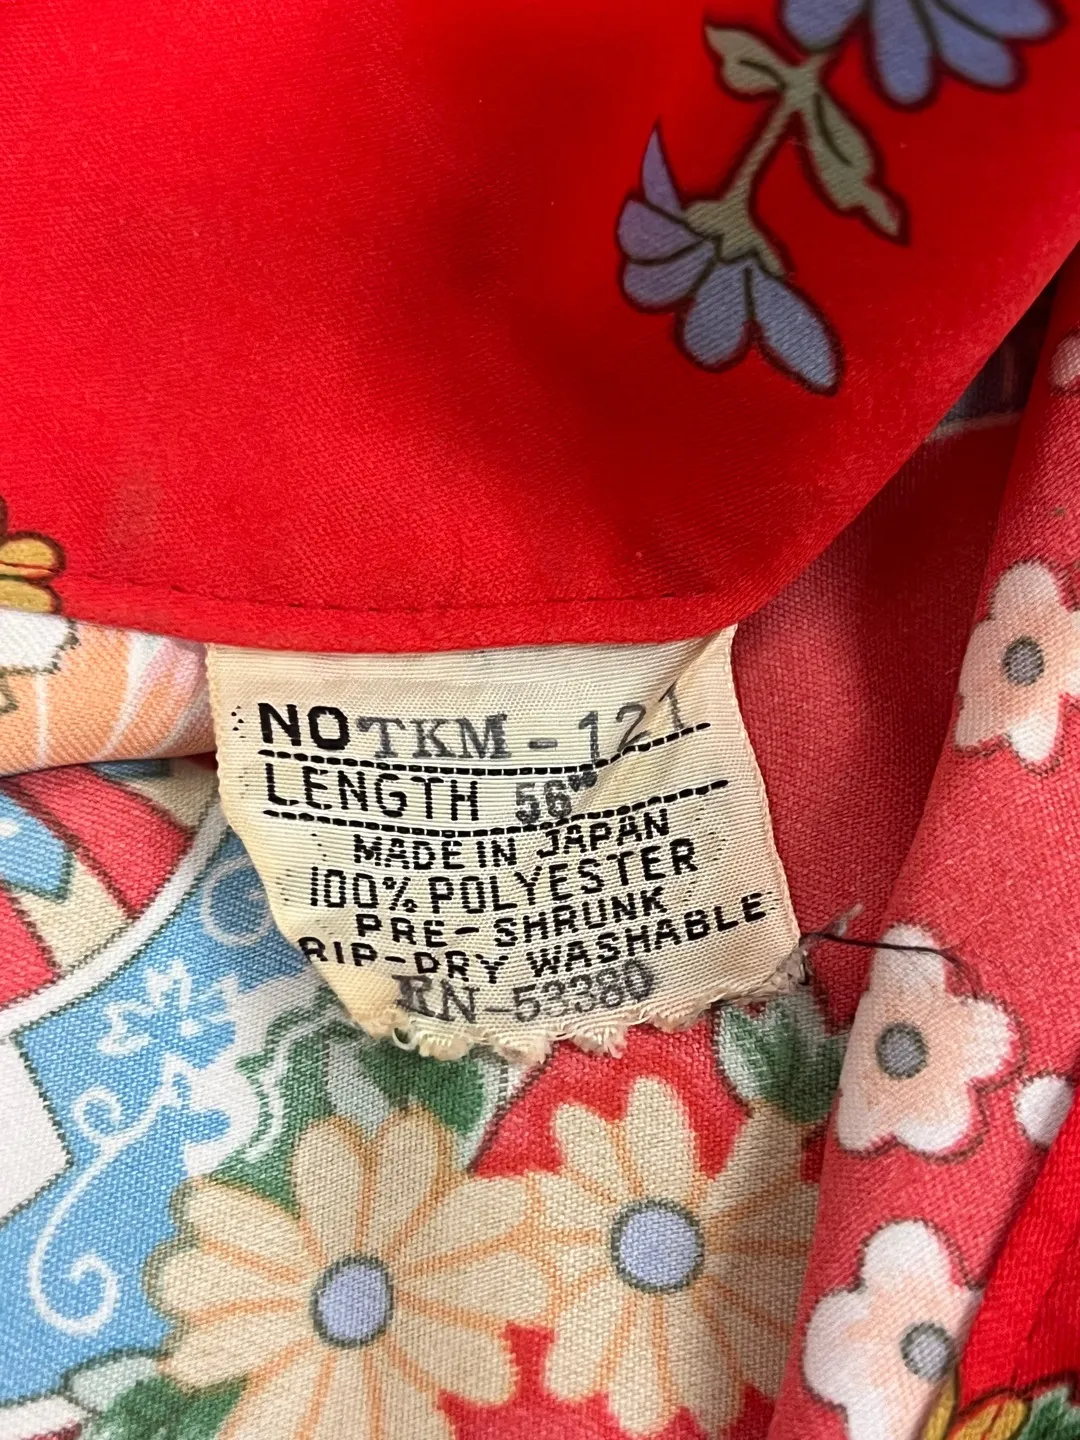 NO TKM-121
LENGTH 56"
MADE IN JAPAN
100% POLYESTER
PRE-SHRUNK
RIP-DRY WASHABLE
RN-53380